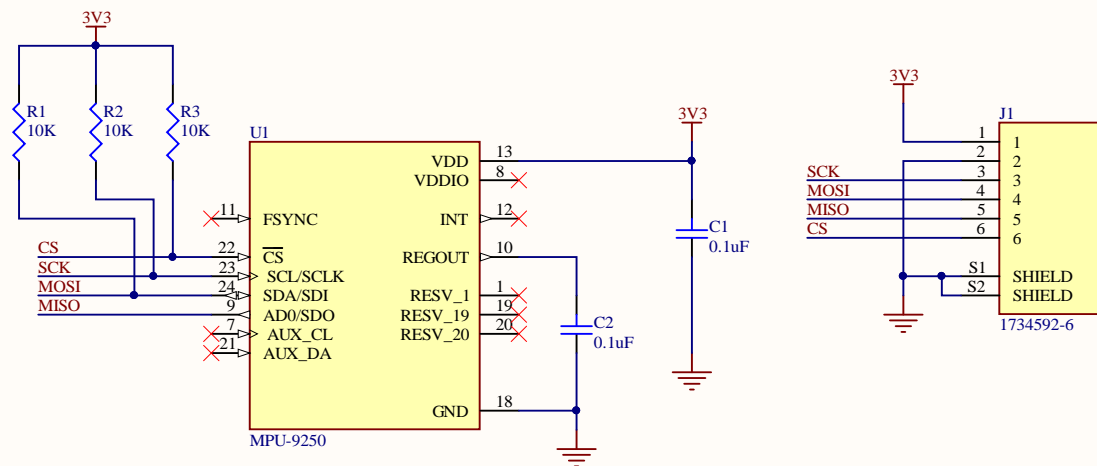 3V3
R1
10K
R2
10K
R3
10K
CS
SCK
MOSI
MISO
U1
11
FSYNC
22
CS
23
SCL/SCLK
24
SDA/SDI
9
AD0/SDO
7
AUX_CL
21
AUX_DA
VDD
13
VDDIO
8
INT
12
REGOUT
10
RESV_1
1
RESV_19
19
RESV_20
20
GND
18
MPU-9250
3V3
C1
0.1uF
C2
0.1uF
3V3
J1
SCK
MOSI
MISO
CS
1
1
2
2
3
3
4
4
5
5
6
6
S1
SHIELD
S2
SHIELD
1734592-6